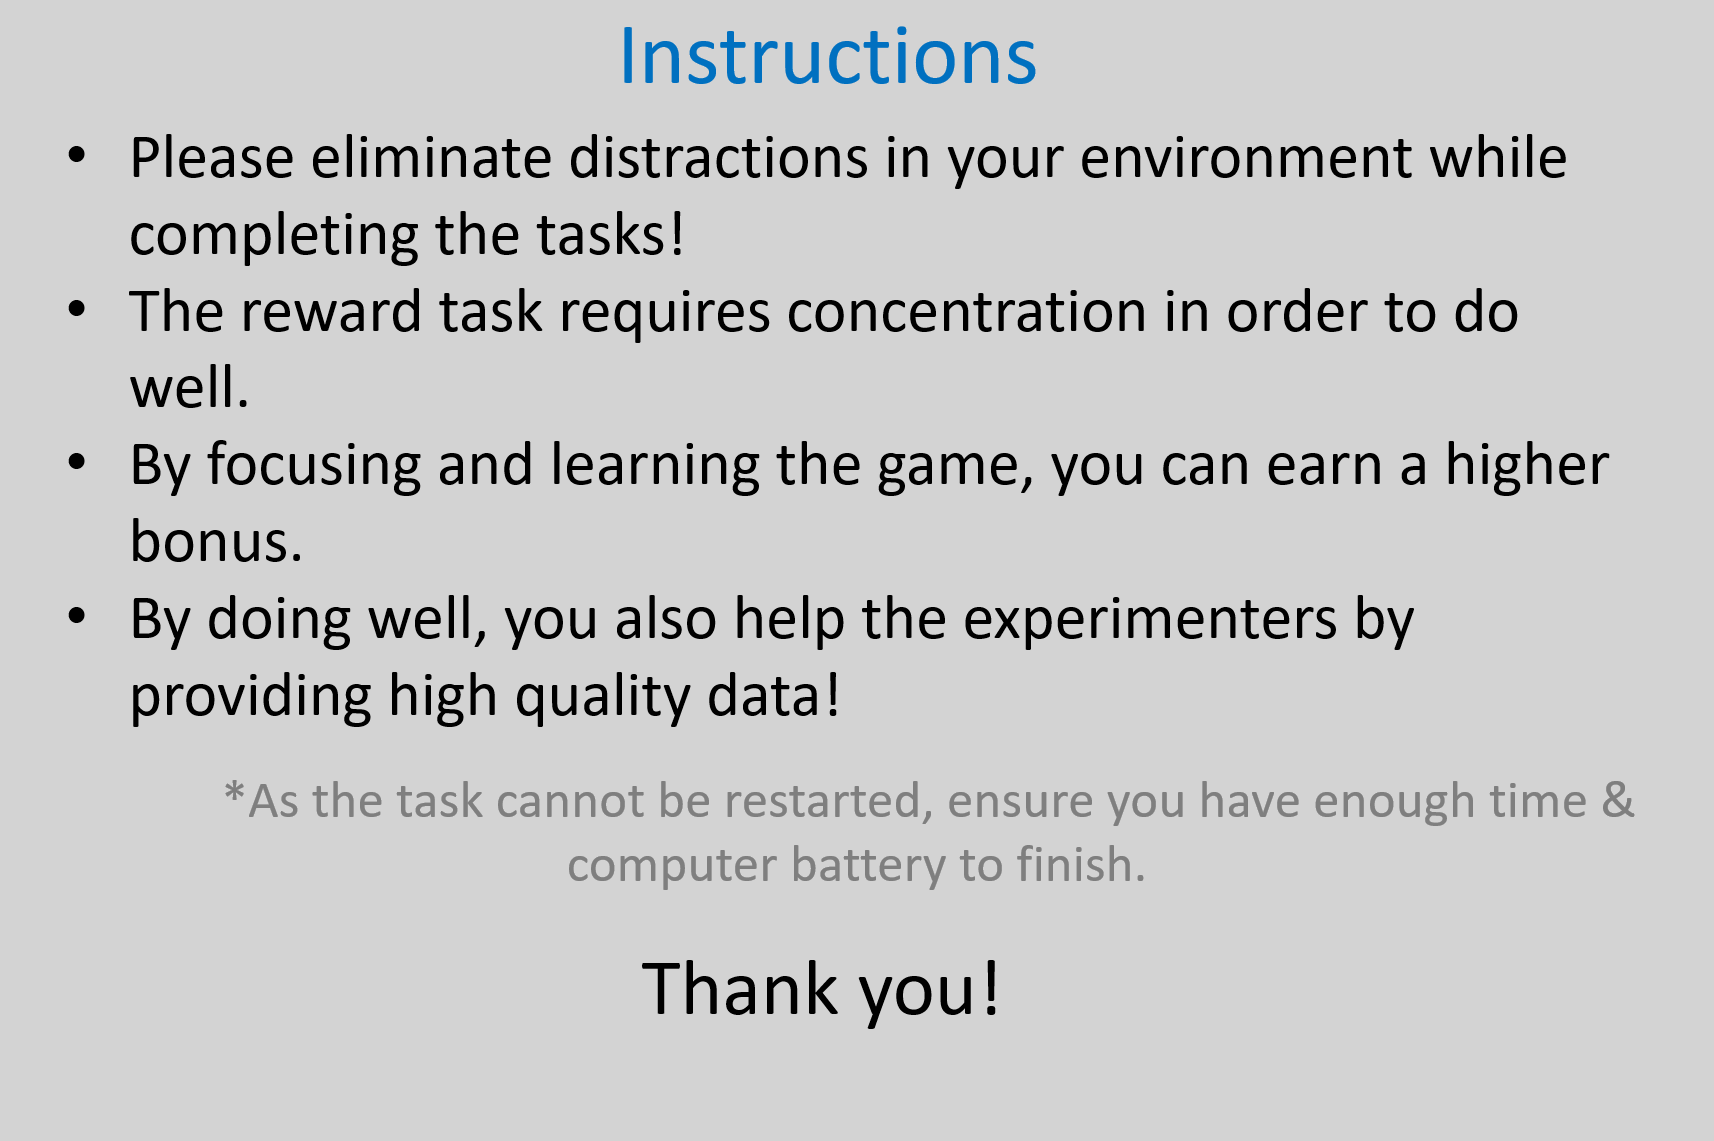 Instructions
• Please eliminate distractions in your environment while
completing the tasks!
• The reward task requires concentration in order to do
well.
• By focusing and learning the game, you can earn a higher
bonus.
• By doing well, you also help the experimenters by
providing high quality data!
*As the task cannot be restarted, ensure you have enough time &
computer battery to finish.
Thank you!